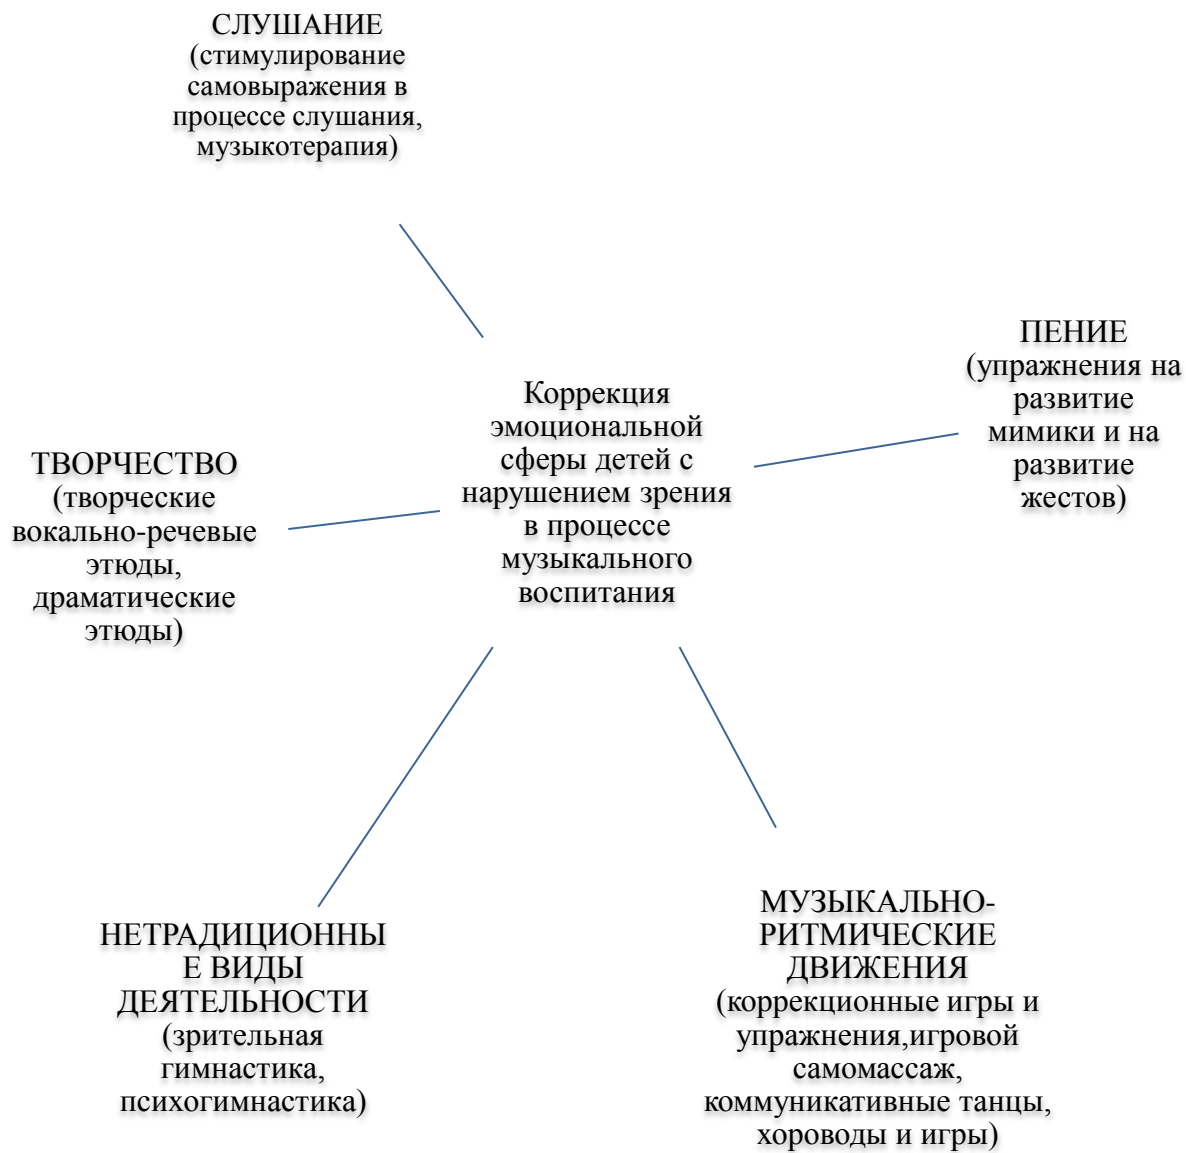 СЛУШАНИЕ
(стимулирование
самовыражения в
процессе слушания,
музыкотерапия)
ПЕНИЕ
(упражнения на
развитие
мимики и на
развитие
жестов)
Коррекция
эмоциональной
сферы детей с
нарушением зрения
в процессе
музыкального
воспитания
ТВОРЧЕСТВО
(творческие
вокально-речевые
этюды,
драматические
этюды)
НЕТРАДИЦИОННЫ
Е ВИДЫ
ДЕЯТЕЛЬНОСТИ
(зрительная
гимнастика,
психогимнастика)
МУЗЫКАЛЬНО-
РИТМИЧЕСКИЕ
ДВИЖЕНИЯ
(коррекционные игры и
упражнения,игровой
самомассаж,
коммуникативные танцы,
хороводы и игры)